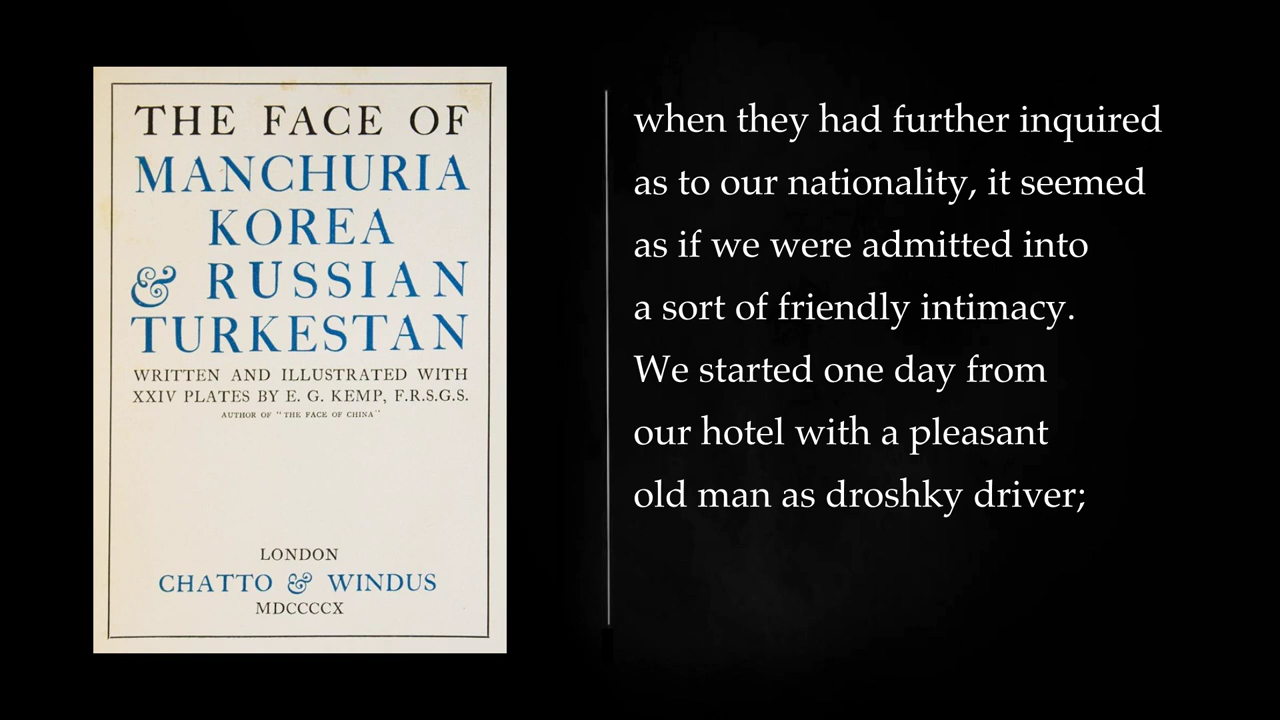 THE FACE OF
MANCHURIA
KOREA
& RUSSIAN
TURKESTAN
WRITTEN AND ILLUSTRATED WITH
XXIV PLATES BY E. G. KEMP, F.R.S.G.S.
AUTHOR OF "THE FACE OF CHINA"
LONDON
CHATTO & WINDUS
MDCCCCX
when they had further inquired
as to our nationality, it seemed
as if we were admitted into
a sort of friendly intimacy.
We started one day from
our hotel with a pleasant
old man as droshky driver;